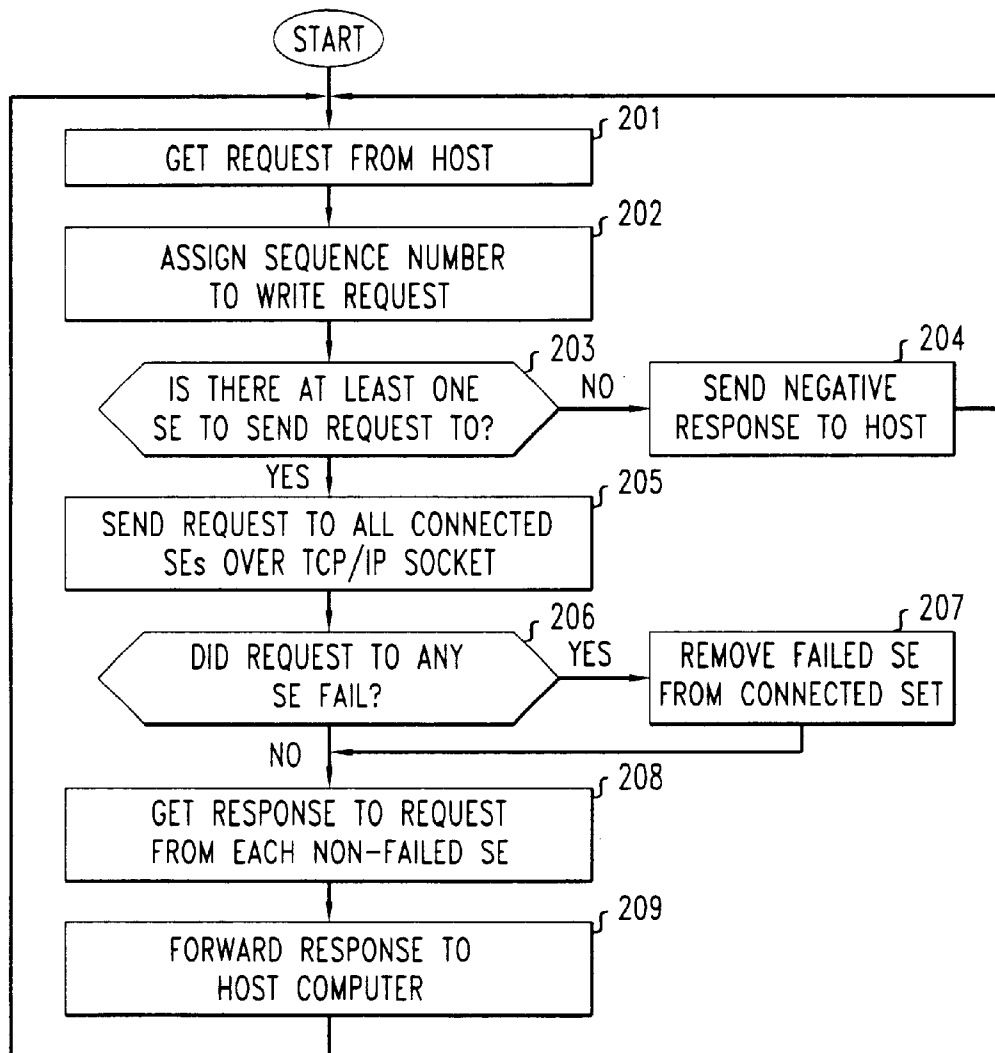 START
201
GET REQUEST FROM HOST
202
ASSIGN SEQUENCE NUMBER
TO WRITE REQUEST
203
IS THERE AT LEAST ONE
SE TO SEND REQUEST TO?
NO
204
SEND NEGATIVE
RESPONSE TO HOST
YES
205
SEND REQUEST TO ALL CONNECTED
SEs OVER TCP/IP SOCKET
206
DID REQUEST TO ANY
SE FAIL?
YES
207
REMOVE FAILED SE
FROM CONNECTED SET
NO
208
GET RESPONSE TO REQUEST
FROM EACH NON-FAILED SE
209
FORWARD RESPONSE TO
HOST COMPUTER